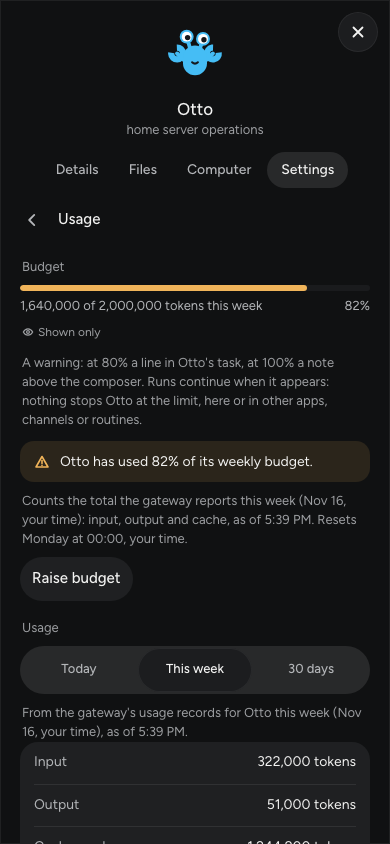 Otto
home server operations
Details Files Computer Settings
Usage
Budget
1,640,000 of 2,000,000 tokens this week 82%
Shown only
A warning: at 80% a line in Otto's task, at 100% a note
above the composer. Runs continue when it appears:
nothing stops Otto at the limit, here or in other apps,
channels or routines.
Otto has used 82% of its weekly budget.
Counts the total the gateway reports this week (Nov 16,
your time): input, output and cache, as of 5:39 PM. Resets
Monday at 00:00, your time.
Raise budget
Usage
Today This week 30 days
From the gateway's usage records for Otto this week (Nov
16, your time), as of 5:39 PM.
Input 322,000 tokens
Output 51,000 tokens